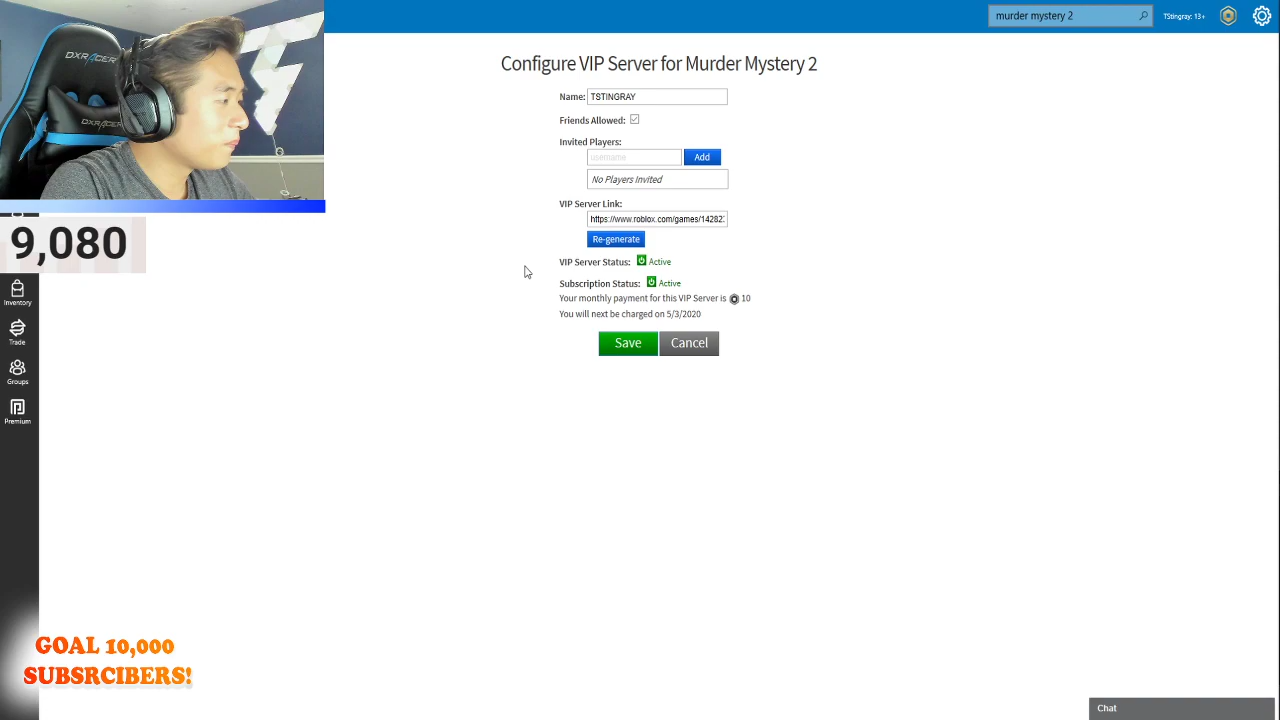 murder mystery 2
TStingray: 13+
DXRACER
DXRACER
Configure VIP Server for Murder Mystery 2
Name: TSTINGRAY
Friends Allowed:
Invited Players:
username Add
No Players Invited
VIP Server Link:
https://www.roblox.com/games/14282
Re-generate
VIP Server Status: Active
Subscription Status: Active
Your monthly payment for this VIP Server is 10
You will next be charged on 5/3/2020
Save Cancel
9,080
Inventory
Trade
Groups
Premium
GOAL 10,000
SUBSRCIBERS!
Chat